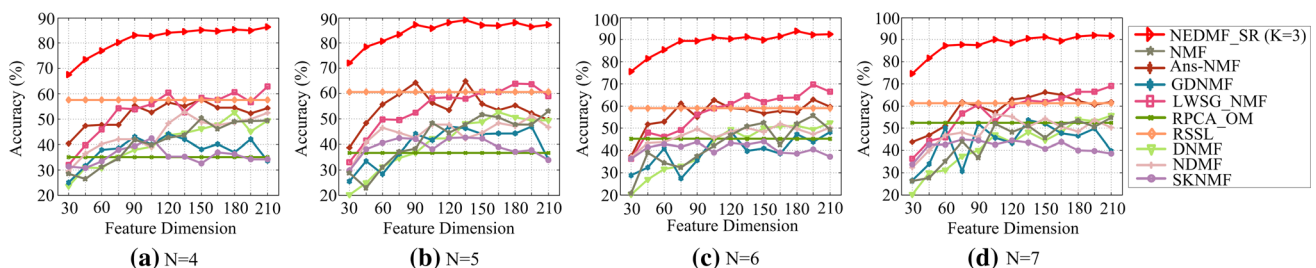 Accuracy (%)
90
80
70
60
50
40
30
20
30 60 90 120 150 180 210
Feature Dimension
(a) N=4
Accuracy (%)
90
80
70
60
50
40
30
20
30 60 90 120 150 180 210
Feature Dimension
(b) N=5
Accuracy (%)
100
90
80
70
60
50
40
30
20
30 60 90 120 150 180 210
Feature Dimension
(c) N=6
Accuracy (%)
100
90
80
70
60
50
40
30
20
30 60 90 120 150 180 210
Feature Dimension
(d) N=7
NEDMF_SR (K=3)
NMF
Ans-NMF
GDNMF
LWSG_NMF
RPCA_OM
RSSL
DNMF
NDMF
SKNMF